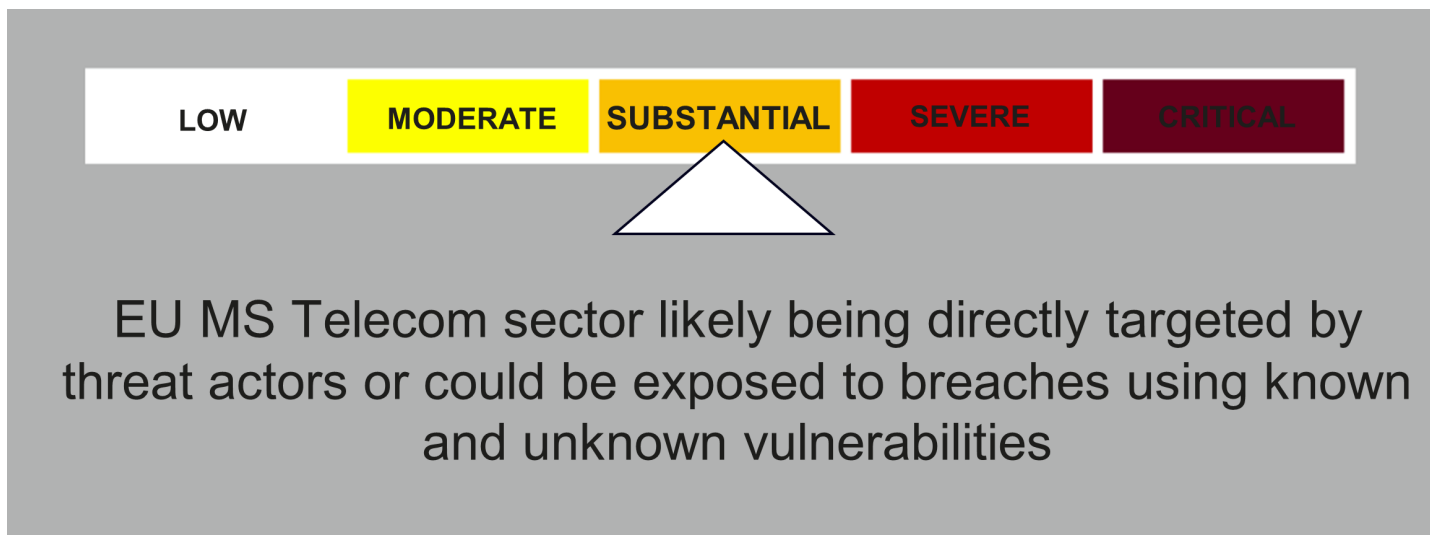 LOW MODERATE SUBSTANTIAL SEVERE CRITICAL
EU MS Telecom sector likely being directly targeted by
threat actors or could be exposed to breaches using known
and unknown vulnerabilities